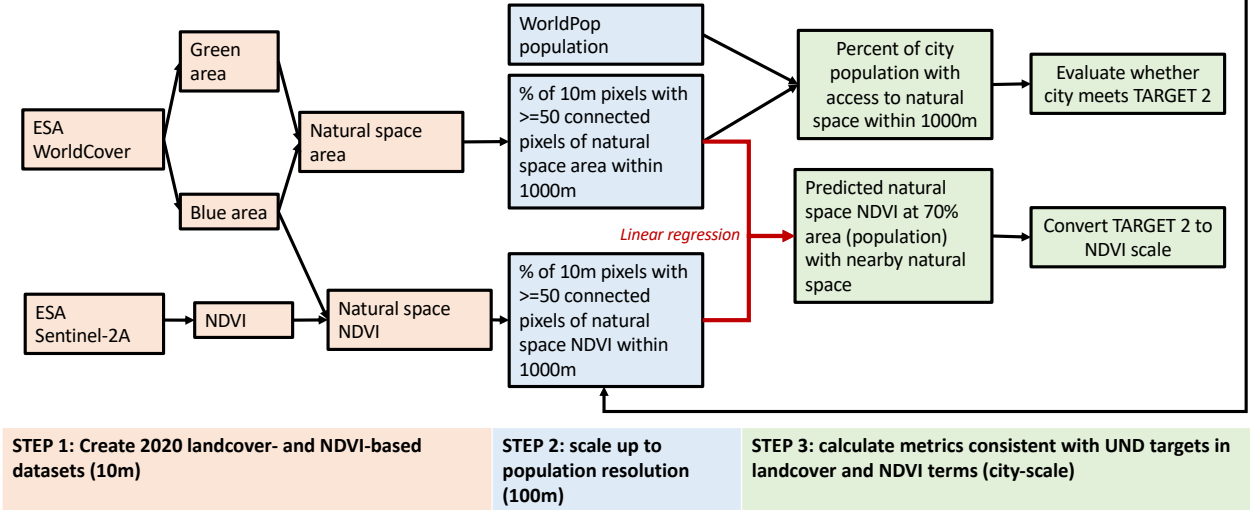 ESA
WorldCover
Green
area
Blue area
Natural space
area
ESA
Sentinel-2A
NDVI
Natural space
NDVI
WorldPop
population
% of 10m pixels with
>=50 connected
pixels of natural
space area within
1000m
Linear regression
% of 10m pixels with
>=50 connected
pixels of natural
space NDVI within
1000m
Percent of city
population with
access to natural
space within 1000m
Evaluate whether
city meets TARGET 2
Predicted natural
space NDVI at 70%
area (population)
with nearby natural
space
Convert TARGET 2 to
NDVI scale
STEP 1: Create 2020 landcover- and NDVI-based
datasets (10m)
STEP 2: scale up to
population resolution
(100m)
STEP 3: calculate metrics consistent with UND targets in
landcover and NDVI terms (city-scale)